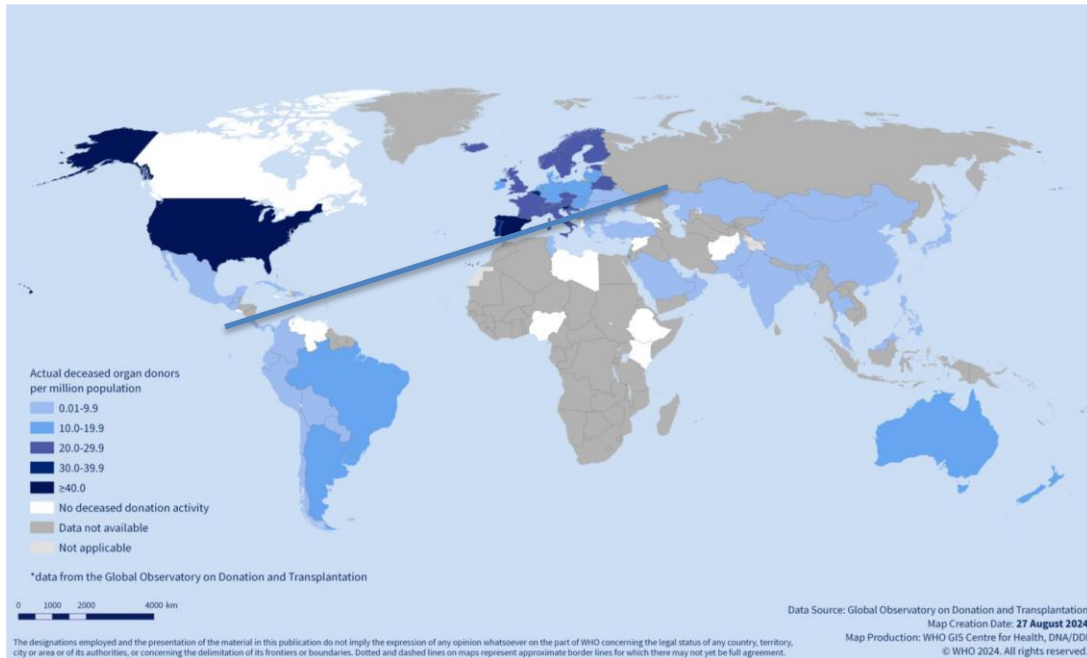 Actual deceased organ donors
per million population
0.01-9.9
10.0-19.9
20.0-29.9
30.0-39.9
≥40.0
No deceased donation activity
Data not available
Not applicable
*data from the Global Observatory on Donation and Transplantation
0 1000 2000 4000 km
Data Source: Global Observatory on Donation and Transplantation
Map Creation Date: 27 August 2024
Map Production: WHO GIS Centre for Health, DNA/DDI
© WHO 2024. All rights reserved.
The designations employed and the presentation of the material in this publication do not imply the expression of any opinion whatsoever on the part of WHO concerning the legal status of any country, territory,
city or area or of its authorities, or concerning the delimitation of its frontiers or boundaries. Dotted and dashed lines on maps represent approximate border lines for which there may not yet be full agreement.